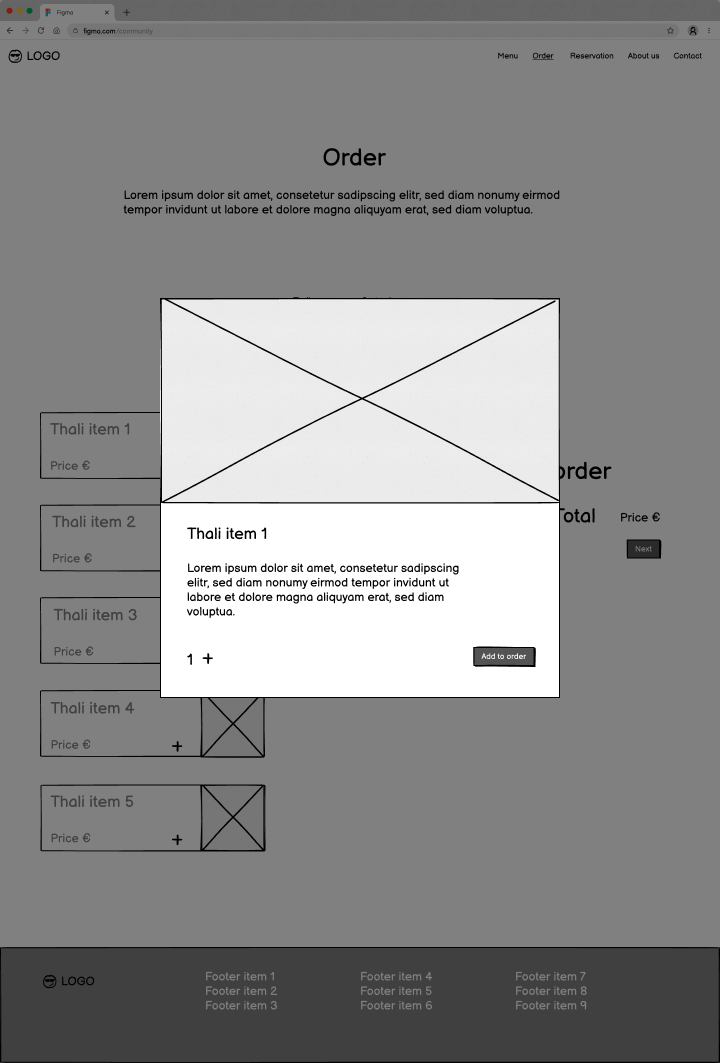 Figma
figmo.com/community
LOGO
Menu
Order
Reservation
About us
Contact
Order
Lorem ipsum dolor sit amet, consetetur sadipscing elitr, sed diam nonumy eirmod
tempor invidunt ut labore et dolore magna aliquyam erat, sed diam voluptua.
Thali item 1
Price €
Thali item 2
Price €
Thali item 3
Price €
Thali item 4
Price €
+
Thali item 5
Price €
+
Thali item 1
Lorem ipsum dolor sit amet, consetetur sadipscing
elitr, sed diam nonumy eirmod tempor invidunt ut
labore et dolore magna aliquyam erat, sed diam
voluptua.
1 +
Add to order
order
Total
Price €
Next
LOGO
Footer item 1
Footer item 2
Footer item 3
Footer item 4
Footer item 5
Footer item 6
Footer item 7
Footer item 8
Footer item 9